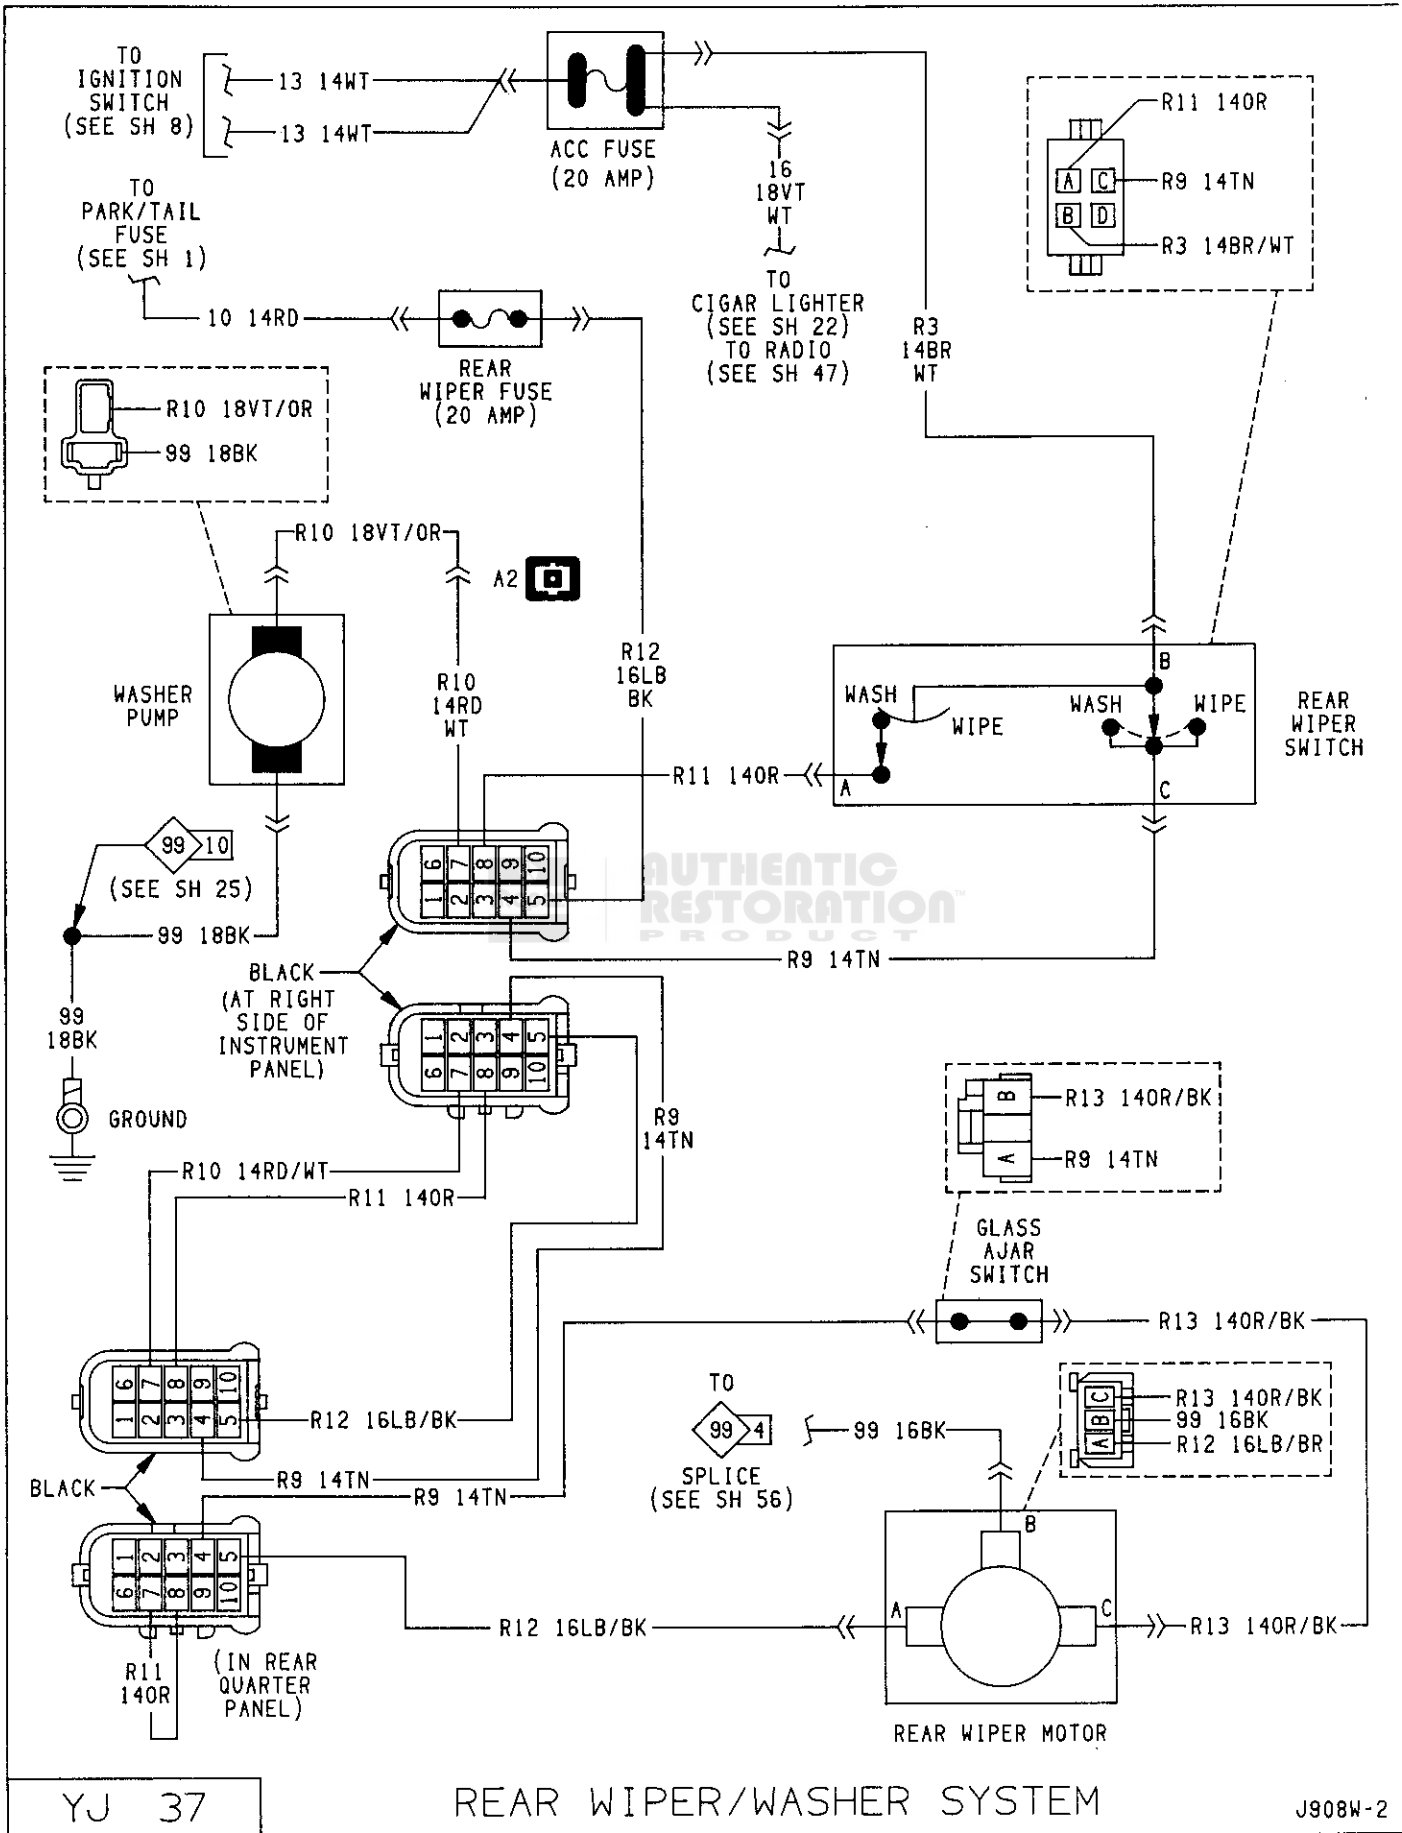 TO
IGNITION
SWITCH
(SEE SH 8)
13 14WT
13 14WT
ACC FUSE
(20 AMP)
16
18VT
WT
TO
CIGAR LIGHTER
(SEE SH 22)
TO RADIO
(SEE SH 47)
R3
14BR
WT
R11 14OR
A C
R9 14TN
B D
R3 14BR/WT
TO
PARK/TAIL
FUSE
(SEE SH 1)
10 14RD
REAR
WIPER FUSE
(20 AMP)
R10 18VT/OR
99 18BK
R10 18VT/OR
A2
R12
16LB
BK
R10
14RD
WT
WASHER
PUMP
B
WASH
WIPE
WASH
WIPE
A
C
REAR
WIPER
SWITCH
R11 14OR
99 10
(SEE SH 25)
99 18BK
6 7 8 9 10
1 2 3 4 5
AUTHENTIC
RESTORATION™
PRODUCT
R9 14TN
BLACK
(AT RIGHT
SIDE OF
INSTRUMENT
PANEL)
1 2 3 4 5
6 7 8 9 10
99
18BK
GROUND
R9
14TN
B
R13 14OR/BK
A
R9 14TN
R10 14RD/WT
R11 14OR
GLASS
AJAR
SWITCH
R13 14OR/BK
6 7 8 9 10
1 2 3 4 5
R12 16LB/BK
R9 14TN
BLACK
R9 14TN
TO
99 4
SPLICE
(SEE SH 56)
99 16BK
C
R13 14OR/BK
B
99 16BK
A
R12 16LB/BR
1 2 3 4 5
6 7 8 9 10
R11
14OR
(IN REAR
QUARTER
PANEL)
R12 16LB/BK
B
A
C
R13 14OR/BK
REAR WIPER MOTOR
YJ 37
REAR WIPER/WASHER SYSTEM
J908W-2